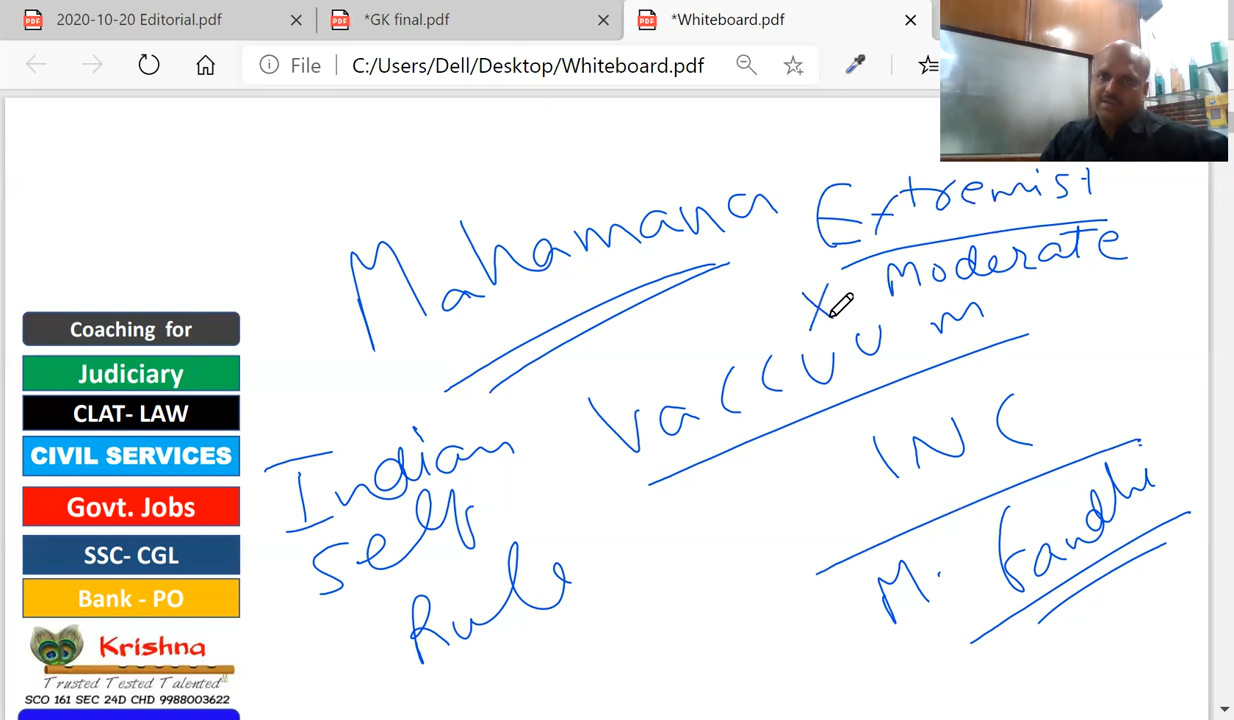 2020-10-20 Editorial.pdf
*GK final.pdf
*Whiteboard.pdf
File
C:/Users/Dell/Desktop/Whiteboard.pdf
Mahamana
Extremist
Moderate
X
Vaccuum
INC
M. Gandhi
Indian
Self
Rule
Coaching for
Judiciary
CLAT- LAW
CIVIL SERVICES
Govt. Jobs
SSC- CGL
Bank - PO
Krishna
Trusted Tested Talented
SCO 161 SEC 24D CHD 9988003622